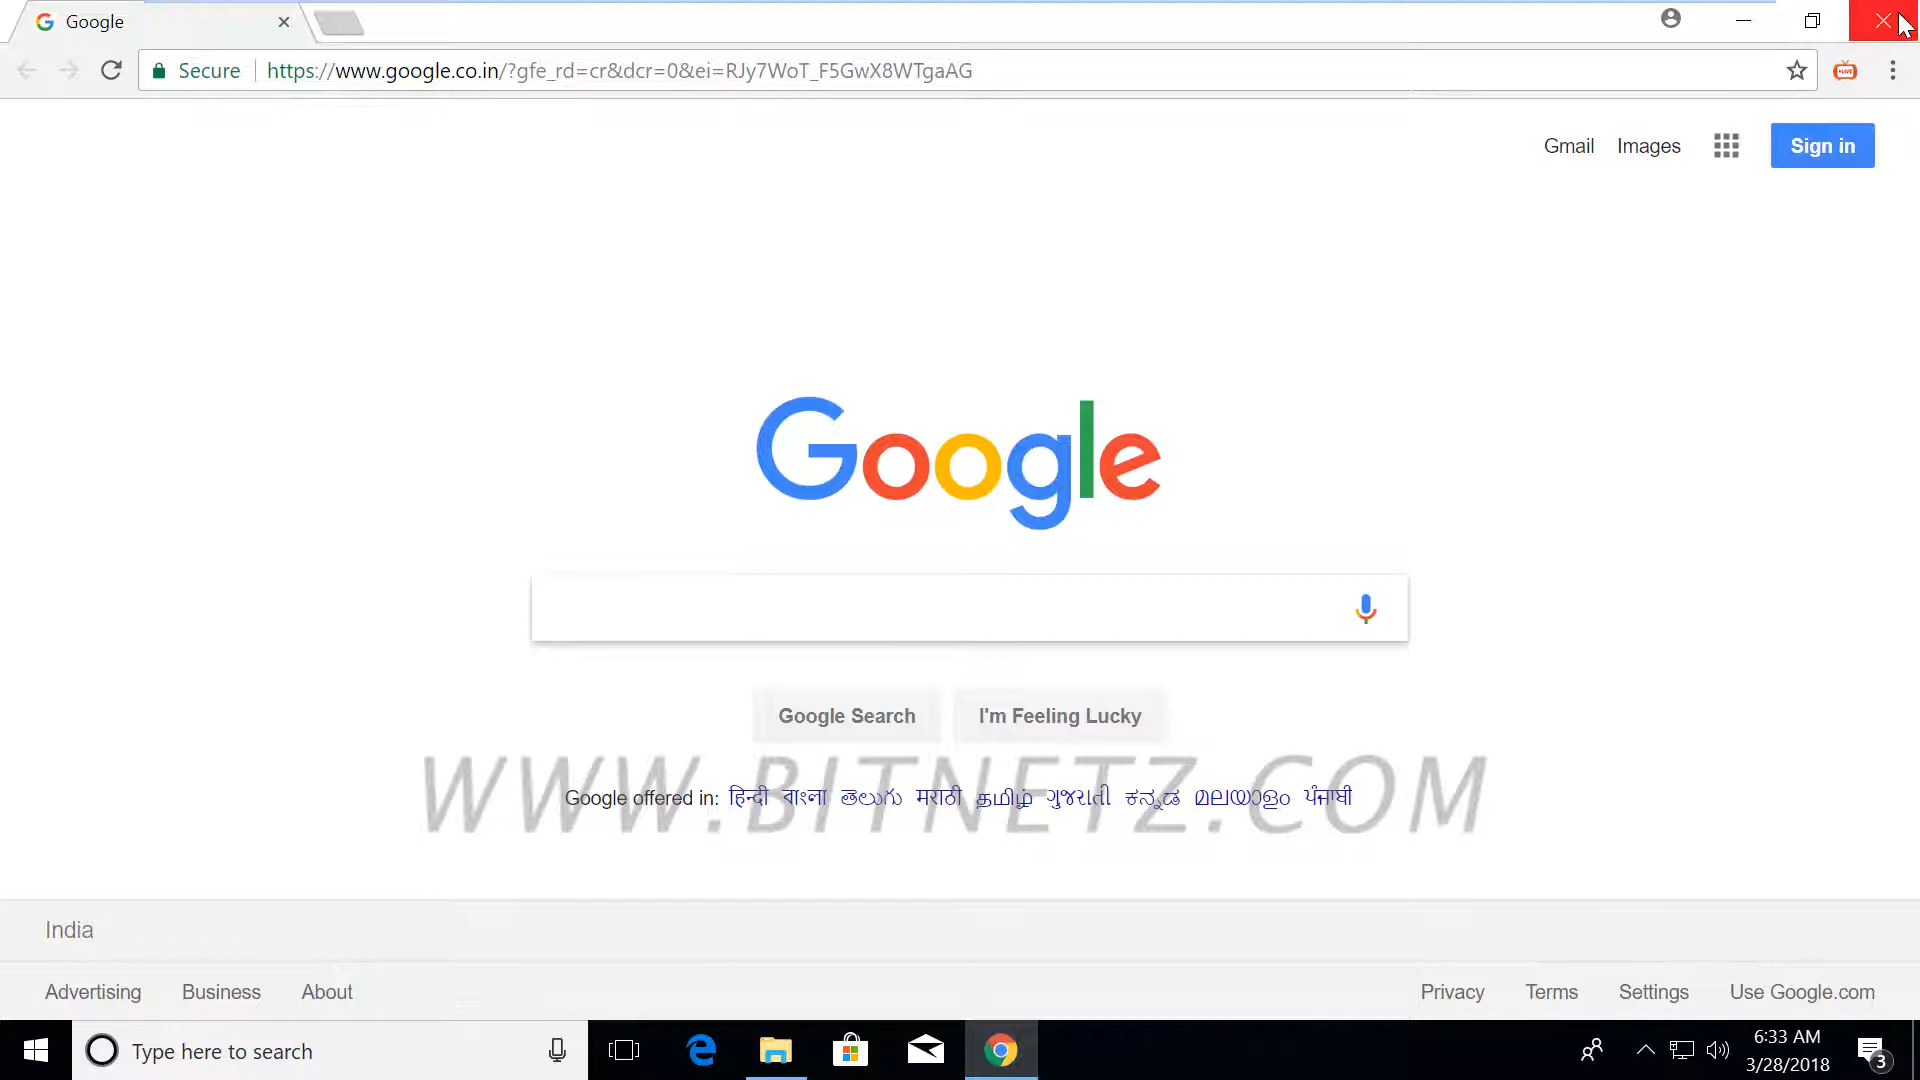 Google
Secure https://www.google.co.in/?gfe_rd=cr&dcr=0&ei=RJy7WoT_F5GwX8WTgaAG
Gmail Images Sign in
Google
Google Search I'm Feeling Lucky
WWW.BITNETZ.COM
Google offered in: हिन्दी বাংলা తెలుగు मराठी தமிழ் ગુજરાતી ಕನ್ನಡ മലയാളം ਪੰਜਾਬੀ
India
Advertising Business About Privacy Terms Settings Use Google.com
Type here to search
6:33 AM
3/28/2018
3